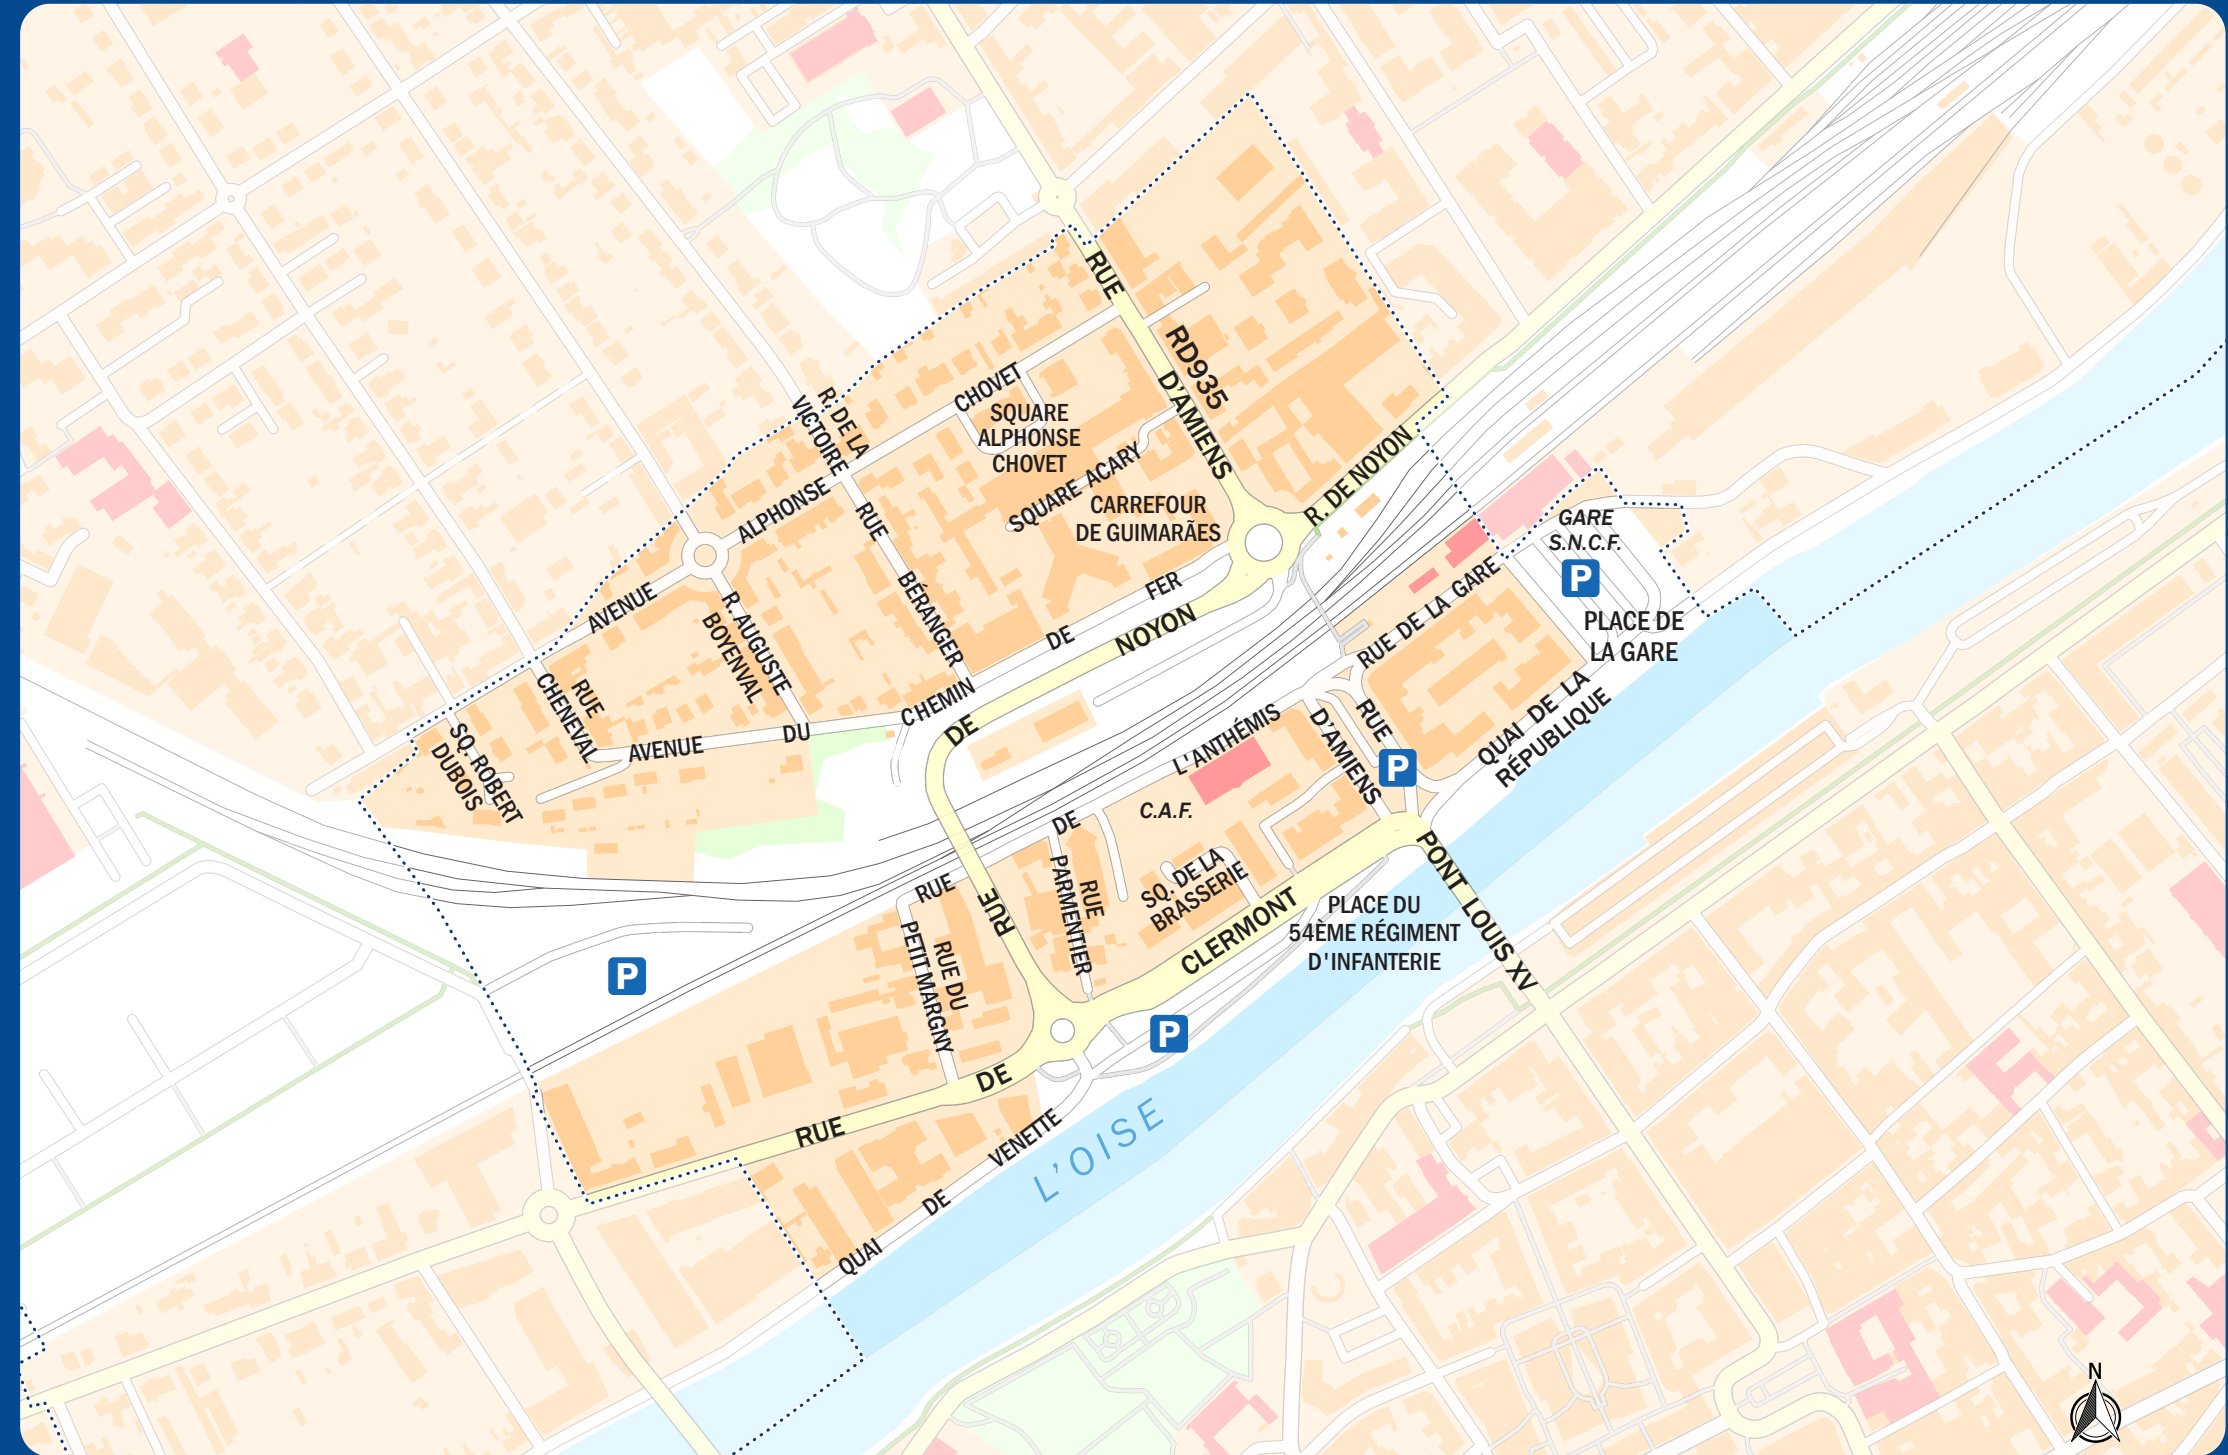 RUE
D'AMIENS
RD935
R. DE LA
VICTOIRE
AVENUE
ALPHONSE
CHOVET
SQUARE
ALPHONSE
CHOVET
SQUARE ACARY
CARREFOUR
DE GUIMARÃES
R. DE NOYON
RUE
BÉRANGER
R. AUGUSTE
BOYENVAL
RUE
CHENEVAL
SQ. ROBERT
DUBOIS
AVENUE
DU
CHEMIN
DE
FER
RUE
DE
NOYON
GARE
S.N.C.F.
P
PLACE DE
LA GARE
RUE DE LA GARE
QUAI DE LA
RÉPUBLIQUE
RUE
D'AMIENS
P
RUE
DE
L'ANTHÉMIS
C.A.F.
SQ. DE LA
BRASSERIE
RUE
PARMENTIER
RUE DU
PETIT MARGNY
P
P
PLACE DU
54ÈME RÉGIMENT
D'INFANTERIE
PONT LOUIS XV
RUE
DE
CLERMONT
QUAI
DE
VENETTE
L'OISE
N